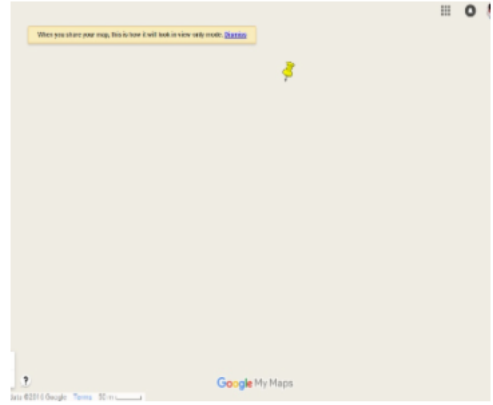 When you share your map, this is how it will look in view only mode. Dismiss
?
Google My Maps
Google Terms